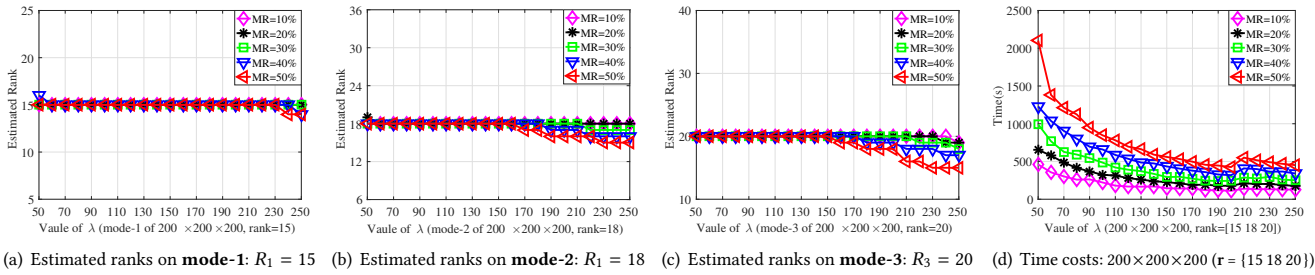 25
20
15
10
5
Estimated Rank
50 70 90 110 130 150 170 190 210 230 250
Vaule of λ (mode-1 of 200 ×200×200, rank=15)
MR=10%
MR=20%
MR=30%
MR=40%
MR=50%
(a) Estimated ranks on mode-1: R₁ = 15
36
30
24
18
12
6
Estimated Rank
50 70 90 110 130 150 170 190 210 230 250
Vaule of λ (mode-2 of 200 ×200×200, rank=18)
MR=10%
MR=20%
MR=30%
MR=40%
MR=50%
(b) Estimated ranks on mode-2: R₁ = 18
40
30
20
10
Estimated Rank
50 70 90 110 130 150 170 190 210 230 250
Vaule of λ (mode-3 of 200 ×200×200, rank=20)
MR=10%
MR=20%
MR=30%
MR=40%
MR=50%
(c) Estimated ranks on mode-3: R₃ = 20
2500
2000
1500
1000
500
0
Time(s)
50 70 90 110 130 150 170 190 210 230 250
Vaule of λ (200×200×200, rank=[15 18 20])
MR=10%
MR=20%
MR=30%
MR=40%
MR=50%
(d) Time costs: 200×200×200 (r = {15 18 20})